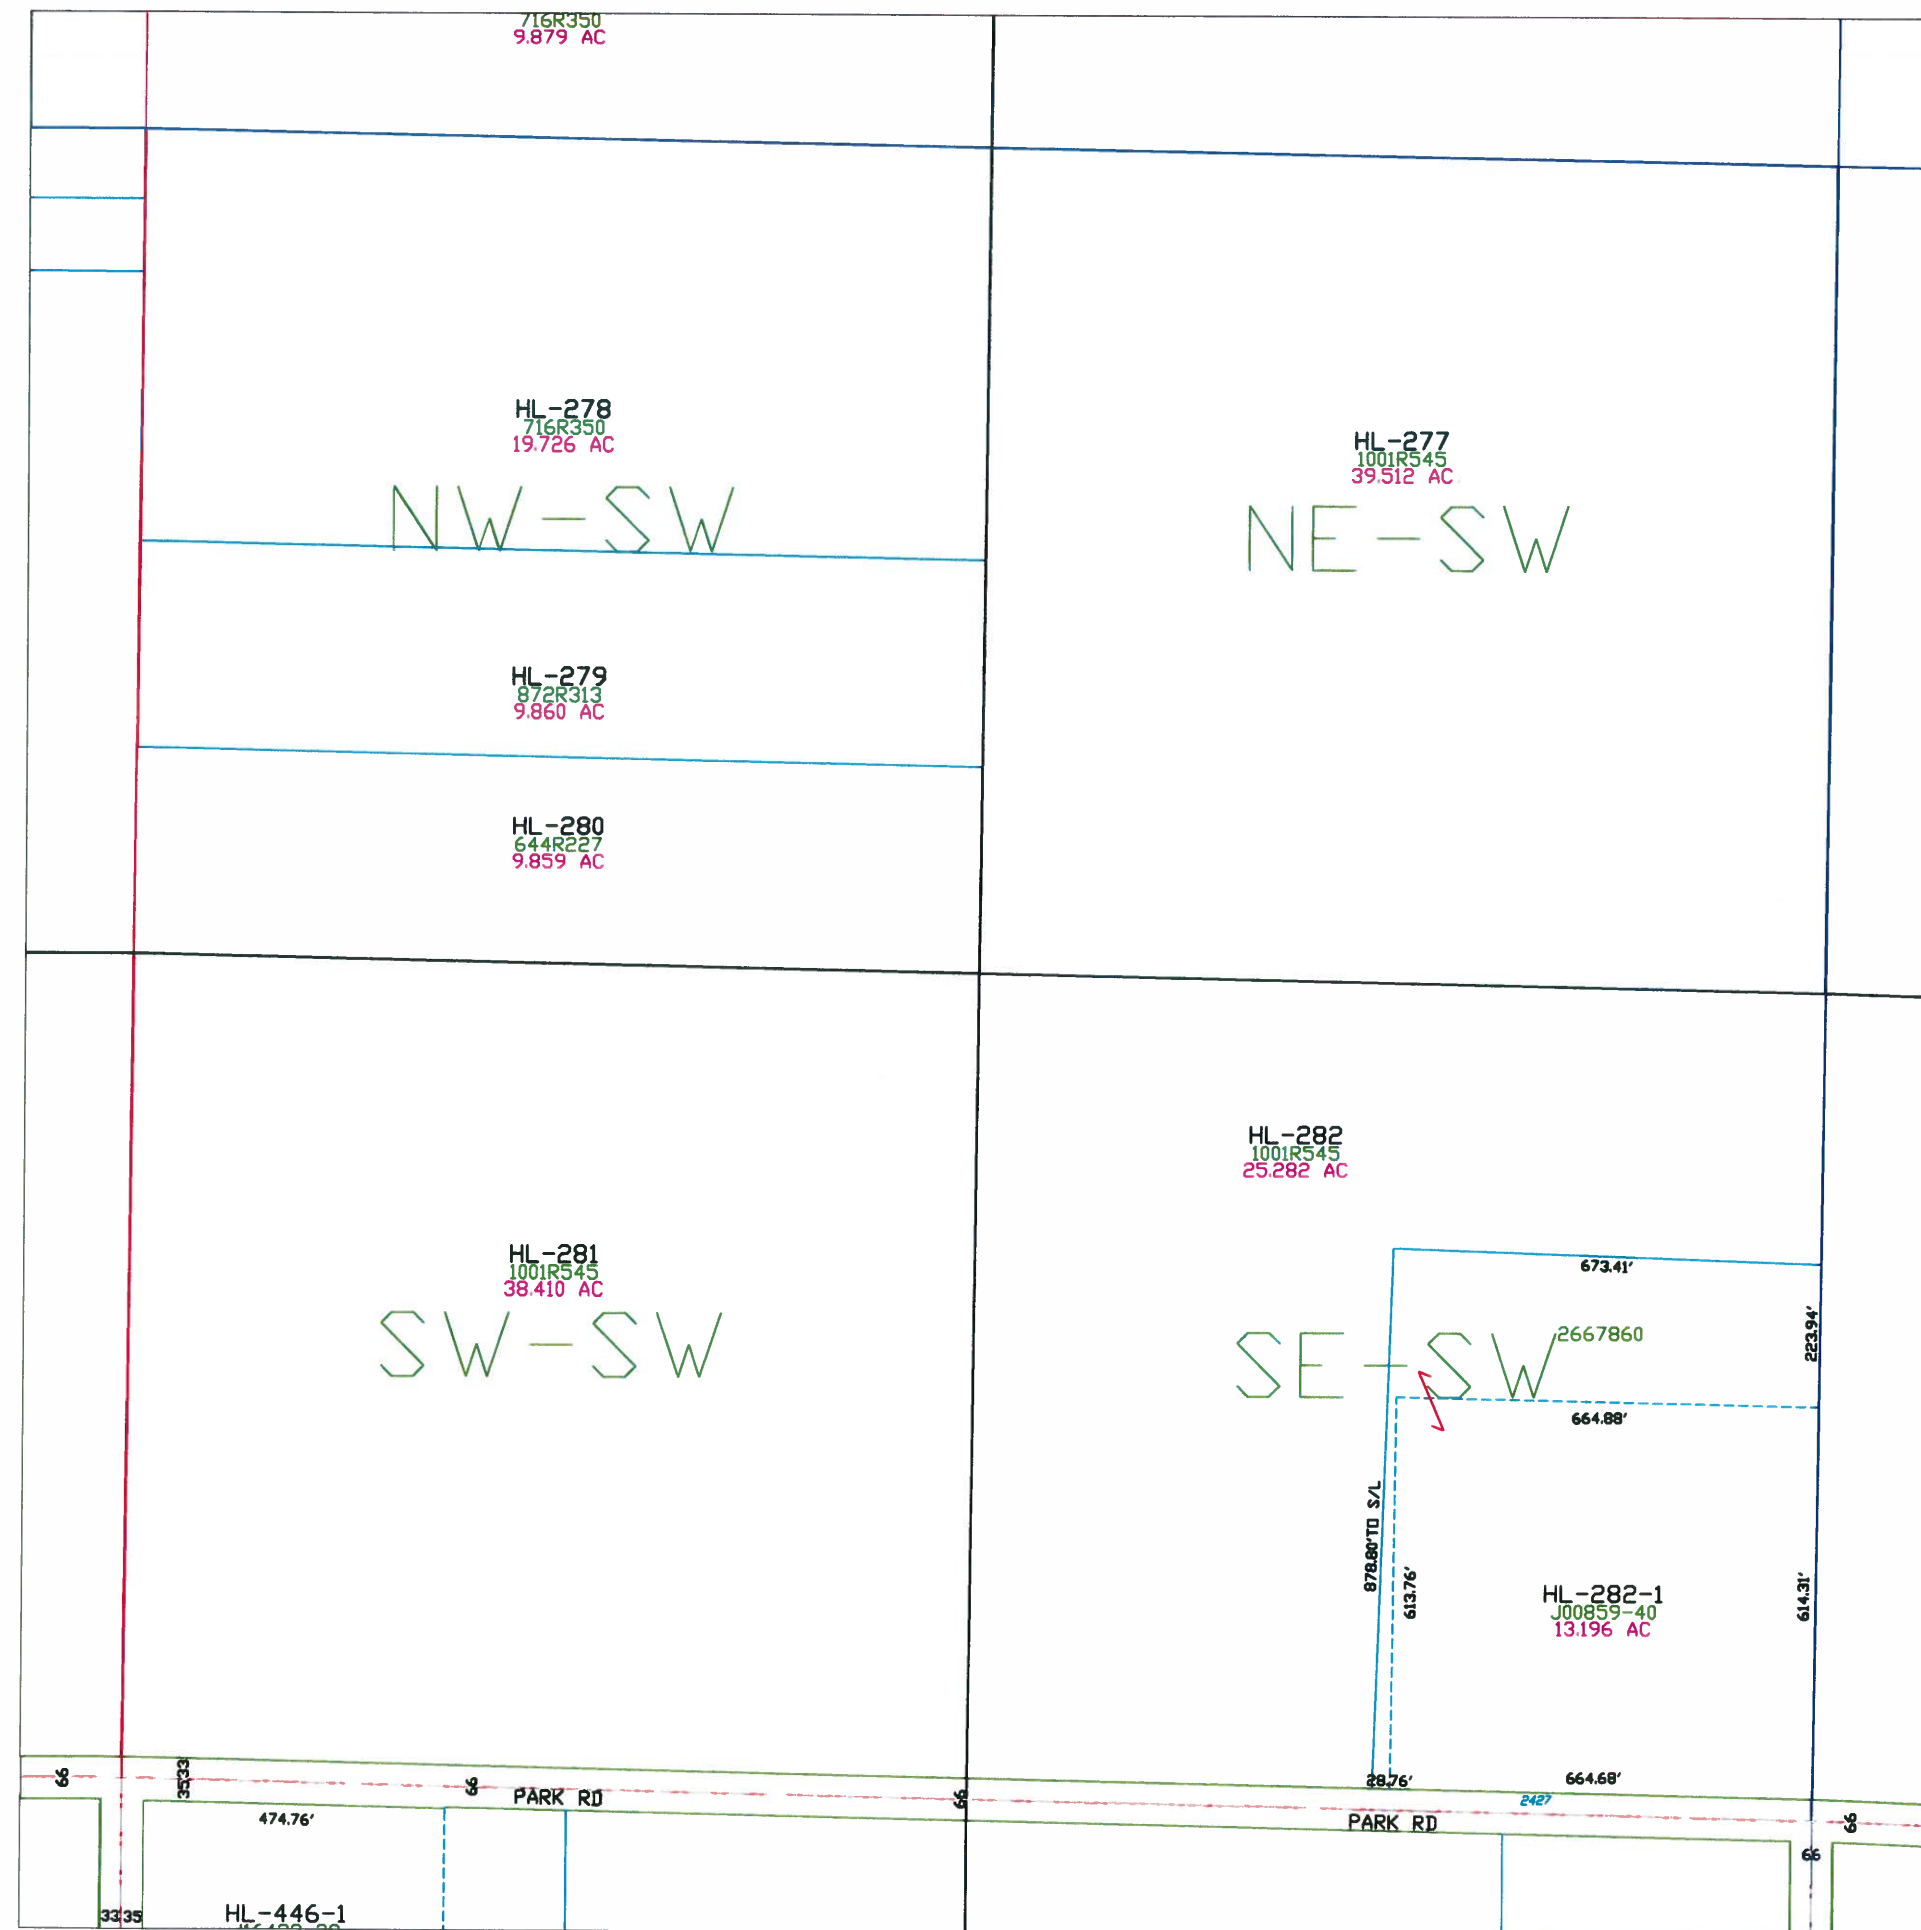 716R350
9.879 AC
HL-278
716R350
19.726 AC
NW-SW
HL-277
1001R545
39.512 AC
NE-SW
HL-279
872R313
9.860 AC
HL-280
644R227
9.859 AC
HL-282
1001R545
25.282 AC
HL-281
1001R545
38.410 AC
SW-SW
673.41'
223.94'
2667860
SE-SW
664.88'
878.80'TO S/L
613.76'
HL-282-1
J00859-40
13.196 AC
614.31'
66
35.33
66
PARK RD
66
28.76'
664.68'
2427
474.76'
PARK RD
66
66
33.35
HL-446-1